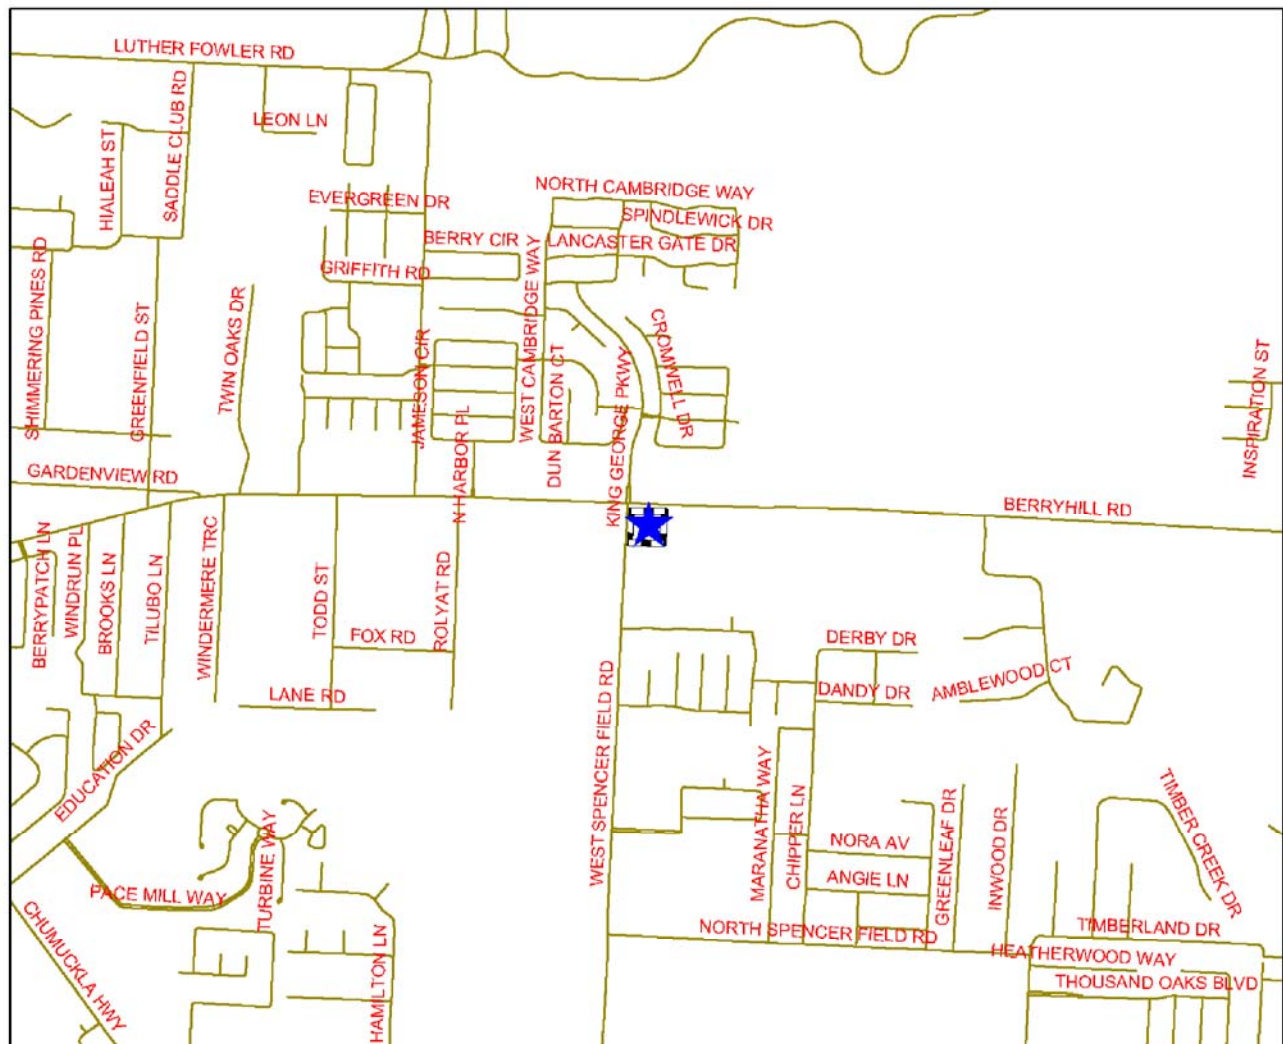 LUTHER FOWLER RD
SADDLE CLUB RD
LEON LN
HIALEAH ST
EVERGREEN DR
NORTH CAMBRIDGE WAY
SPINDLEWICK DR
BERRY CIR
LANCASTER GATE DR
GRIFFITH RD
SHIMMERING PINES RD
GREENFIELD ST
TWIN OAKS DR
WEST CAMBRIDGE WAY
CROMWELL DR
JAMESON CIR
DUN BARTON CT
KING GEORGE PKWY
INSPIRATION ST
N HARBOR PL
GARDENVIEW RD
BERRYHILL RD
BERRYPATCH LN
WINDRUN PL
BROOKS LN
TILUBO LN
WINDERMERE TRC
TODD ST
ROLYAT RD
FOX RD
LANE RD
DERBY DR
DANDY DR
AMBLEWOOD CT
WEST SPENCER FIELD RD
EDUCATION DR
MARANATHA WAY
CHIPPER LN
NORA AV
ANGIE LN
GREENLEAF DR
INWOOD DR
TIMBER CREEK DR
PACE MILL WAY
TURBINE WAY
CHUMUCKLA HWY
HAMILTON LN
NORTH SPENCER FIELD RD
TIMBERLAND DR
HEATHERWOOD WAY
THOUSAND OAKS BLVD